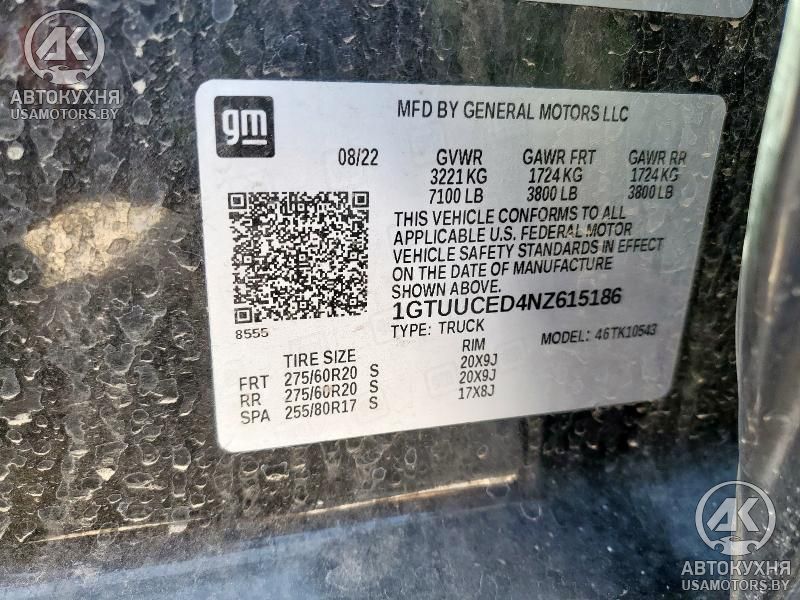 AK
АВТОКУХНЯ
USAMOTORS.BY
gm
MFD BY GENERAL MOTORS LLC
08/22 GVWR GAWR FRT GAWR RR
3221 KG 1724 KG 1724 KG
7100 LB 3800 LB 3800 LB
THIS VEHICLE CONFORMS TO ALL
APPLICABLE U.S. FEDERAL MOTOR
VEHICLE SAFETY STANDARDS IN EFFECT
ON THE DATE OF MANUFACTURE
SHOWN ABOVE.
1GTUUCED4NZ615186
8555
TYPE: TRUCK MODEL: 46TK10543
TIRE SIZE RIM
FRT 275/60R20 S 20X9J
RR 275/60R20 S 20X9J
SPA 255/80R17 S 17X8J
AK
АВТОКУХНЯ
USAMOTORS.BY